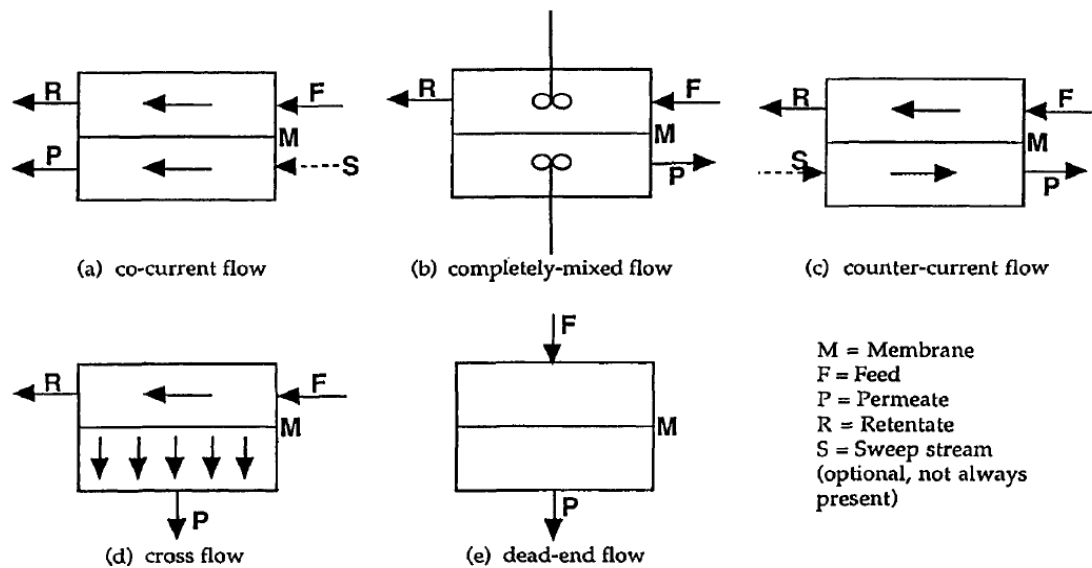 R
F
M
P
S
(a) co-current flow
R
F
M
P
(b) completely-mixed flow
R
F
M
S
P
(c) counter-current flow
R
F
M
P
(d) cross flow
F
M
P
(e) dead-end flow
M = Membrane
F = Feed
P = Permeate
R = Retentate
S = Sweep stream
(optional, not always
present)